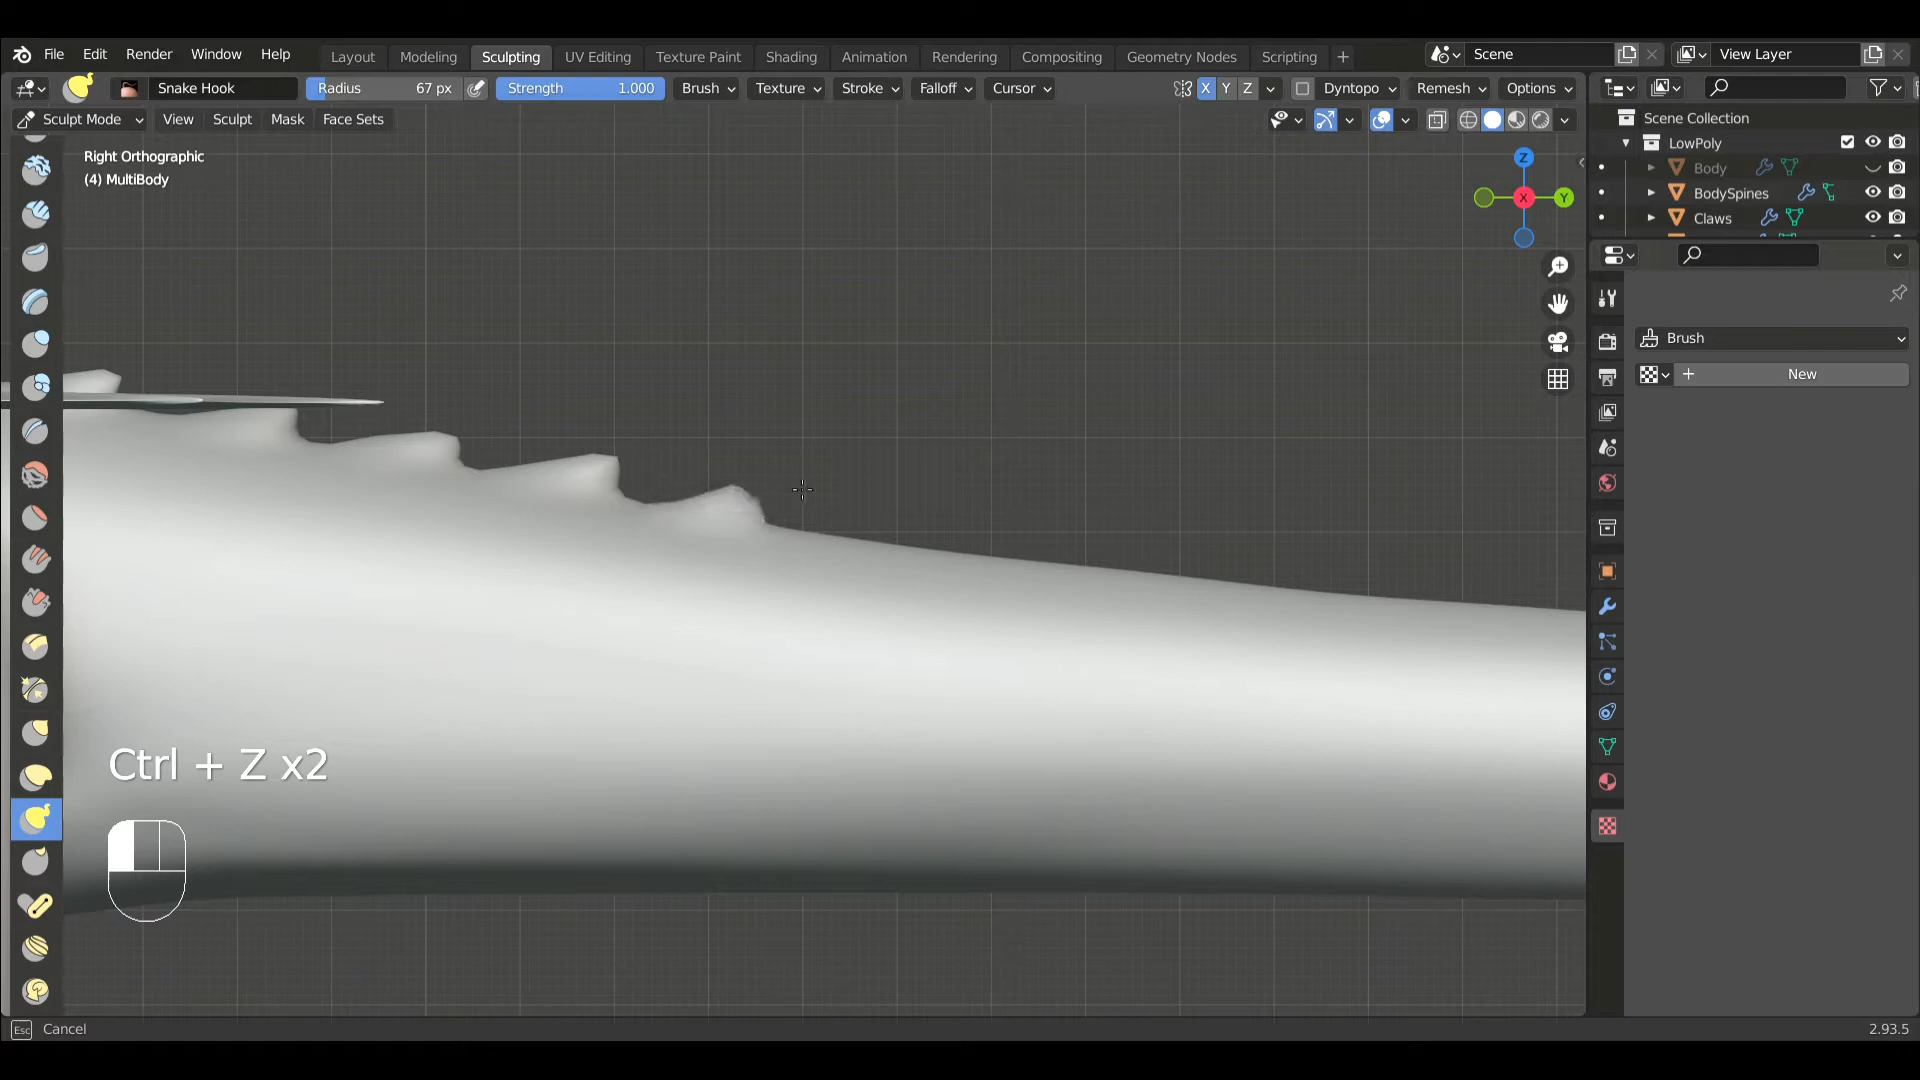 File Edit Render Window Help Layout Modeling Sculpting UV Editing Texture Paint Shading Animation Rendering Compositing Geometry Nodes Scripting + Scene View Layer
Snake Hook Radius 67 px Strength 1.000 Brush Texture Stroke Falloff Cursor X Y Z Dyntopo Remesh Options
Sculpt Mode View Sculpt Mask Face Sets
Scene Collection
LowPoly
Body
BodySpines
Claws
Right Orthographic
(4) MultiBody
Z
X
Y
Brush
+ New
Ctrl + Z x2
Esc Cancel
2.93.5